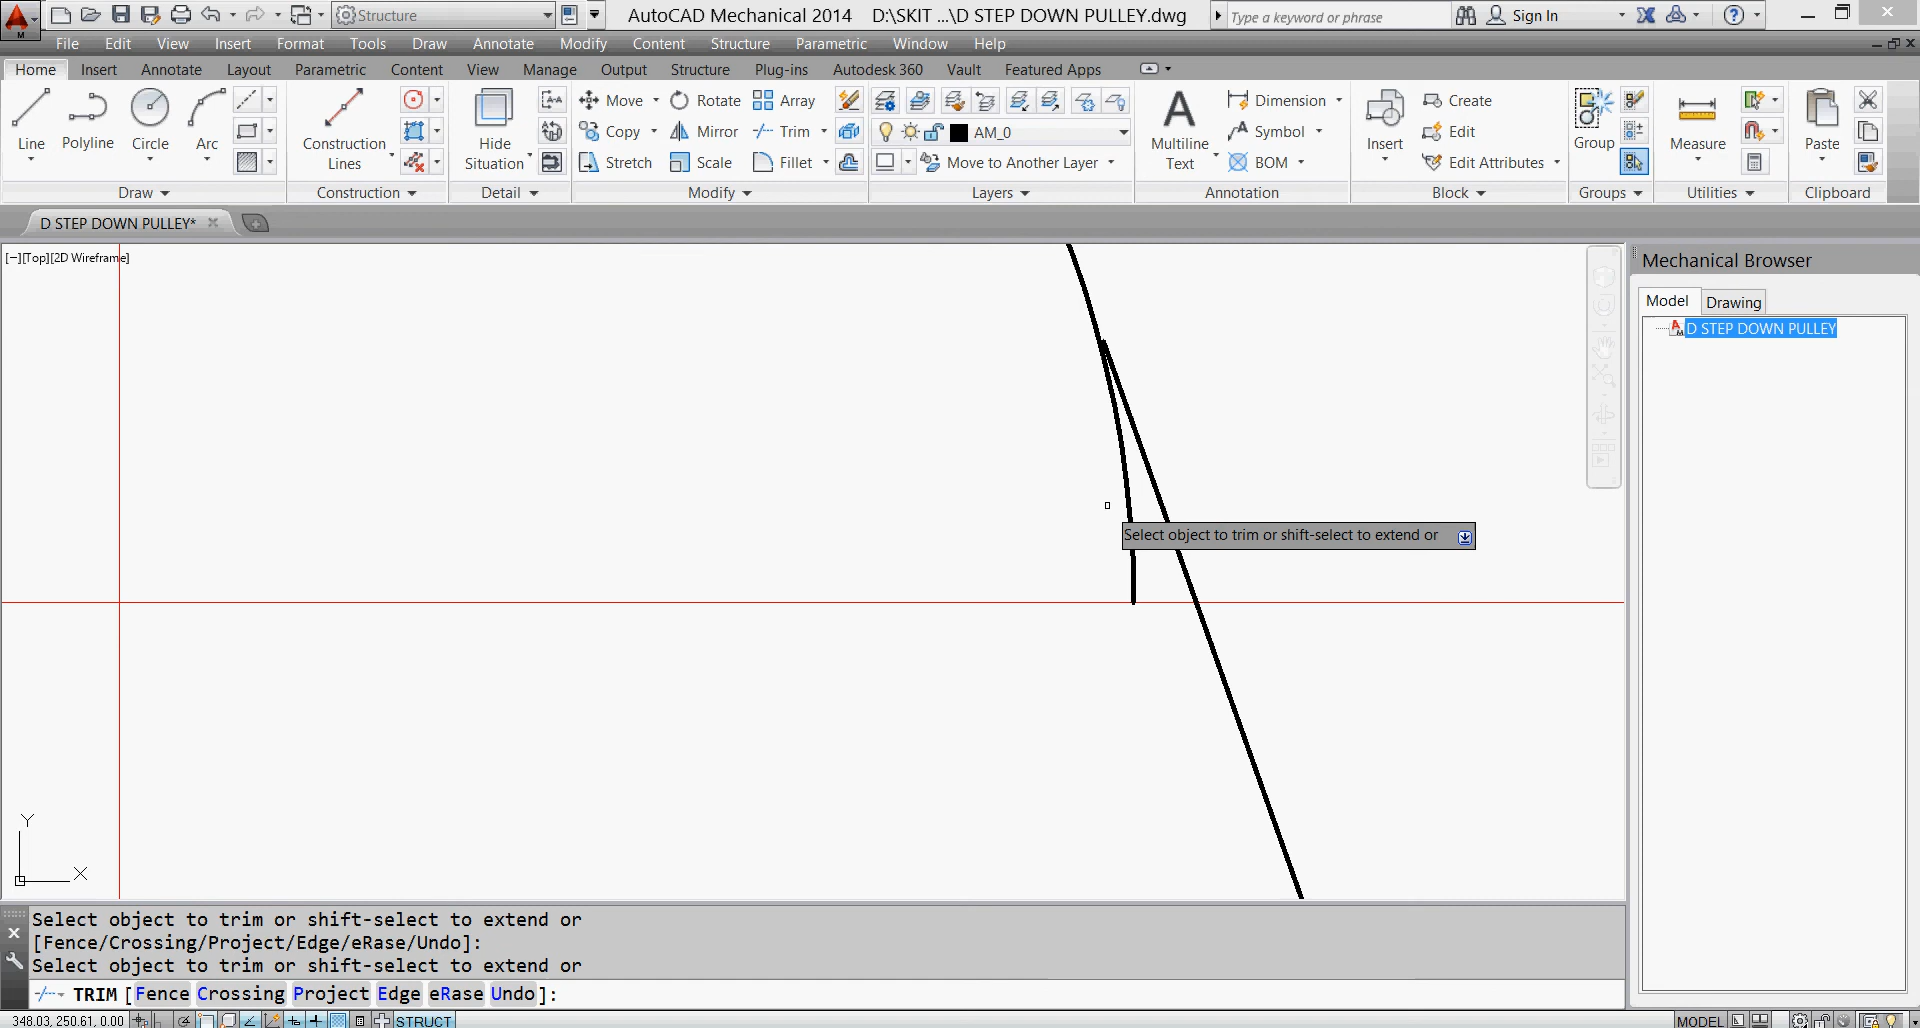 Structure
AutoCAD Mechanical 2014 D:\SKIT ...\D STEP DOWN PULLEY.dwg
Type a keyword or phrase
Sign In
File Edit View Insert Format Tools Draw Annotate Modify Content Structure Parametric Window Help
Home Insert Annotate Layout Parametric Content View Manage Output Structure Plug-ins Autodesk 360 Vault Featured Apps
Line Polyline Circle Arc
Draw
Construction Lines
Construction
Hide Situation
Detail
Move Rotate Array
Copy Mirror Trim
Stretch Scale Fillet
Modify
AM_0
Move to Another Layer
Layers
Multiline Text
Dimension
Symbol
BOM
Annotation
Insert
Create
Edit
Edit Attributes
Block
Group
Groups
Measure
Utilities
Paste
Clipboard
D STEP DOWN PULLEY*
[−][Top][2D Wireframe]
Mechanical Browser
Model Drawing
D STEP DOWN PULLEY
Select object to trim or shift-select to extend or
Y
X
Select object to trim or shift-select to extend or
[Fence/Crossing/Project/Edge/eRase/Undo]:
Select object to trim or shift-select to extend or
TRIM [Fence Crossing Project Edge eRase Undo]:
348.03, 250.61, 0.00
STRUCT
MODEL